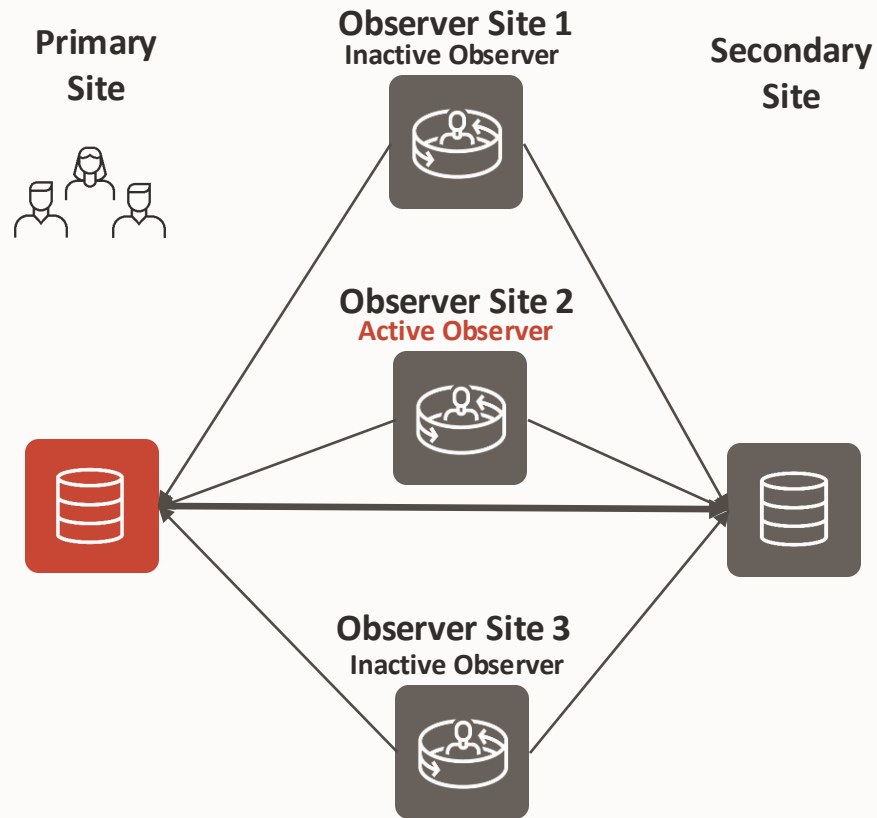 Primary
Site
Observer Site 1
Inactive Observer
Secondary
Site
Observer Site 2
Active Observer
Observer Site 3
Inactive Observer